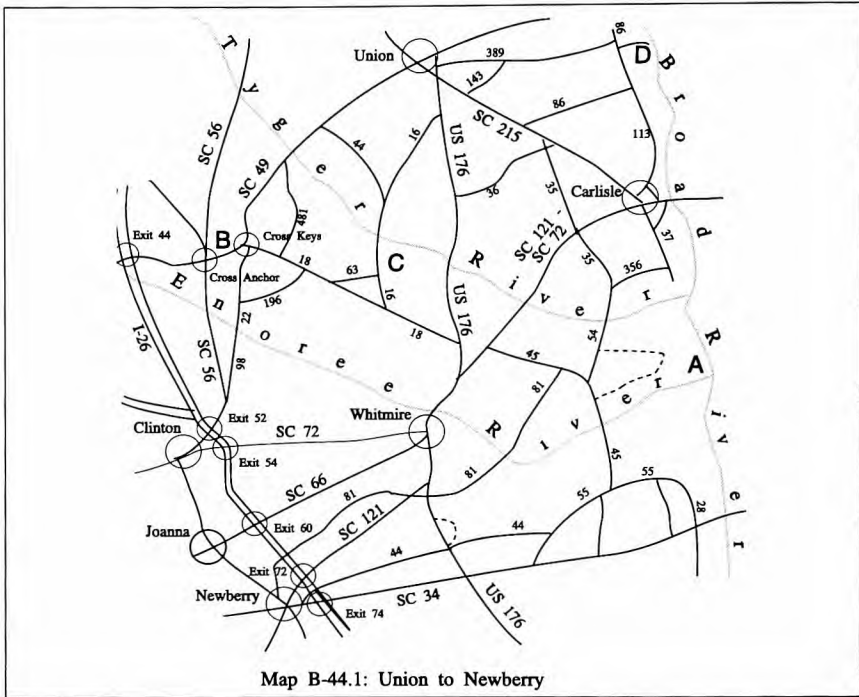 86
Union
389
D
143
Tyger River
Broad River
SC 56
16
US 176
86
SC 215
113
44
SC 49
36
35
Carlisle
481
B
Exit 44
Cross Keys
SC 121 -
SC 72
37
18
C
Cross Anchor
63
35
356
Enoree River
196
16
22
US 176
54
I-26
18
SC 56
98
45
A
81
Exit 52
Whitmire
Clinton
SC 72
Exit 54
45
SC 66
81
81
55
55
28
Joanna
Exit 60
SC 121
44
44
Exit 72
Newberry
SC 34
Exit 74
US 176
Map B-44.1: Union to Newberry